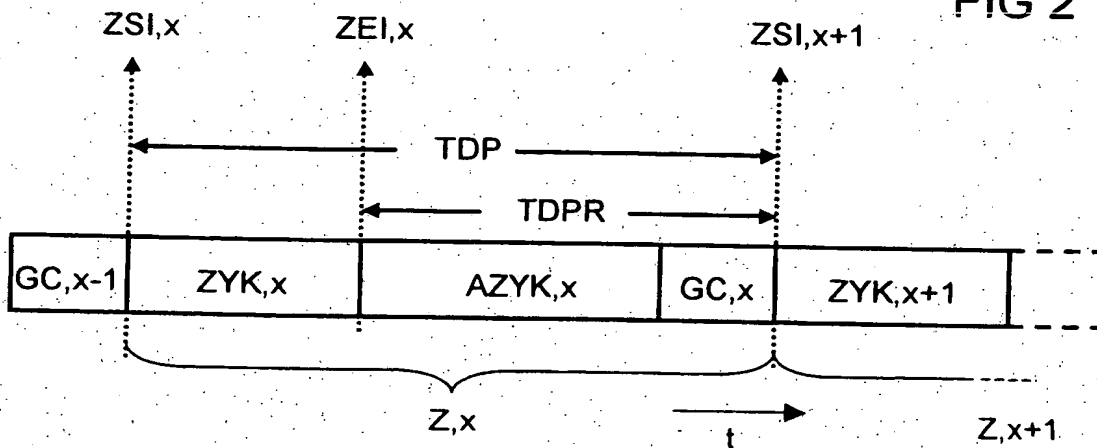 FIG 2
ZSI,x
ZEI,x
ZSI,x+1
TDP
TDPR
GC,x-1
ZYK,x
AZYK,x
GC,x
ZYK,x+1
Z,x
t
Z,x+1